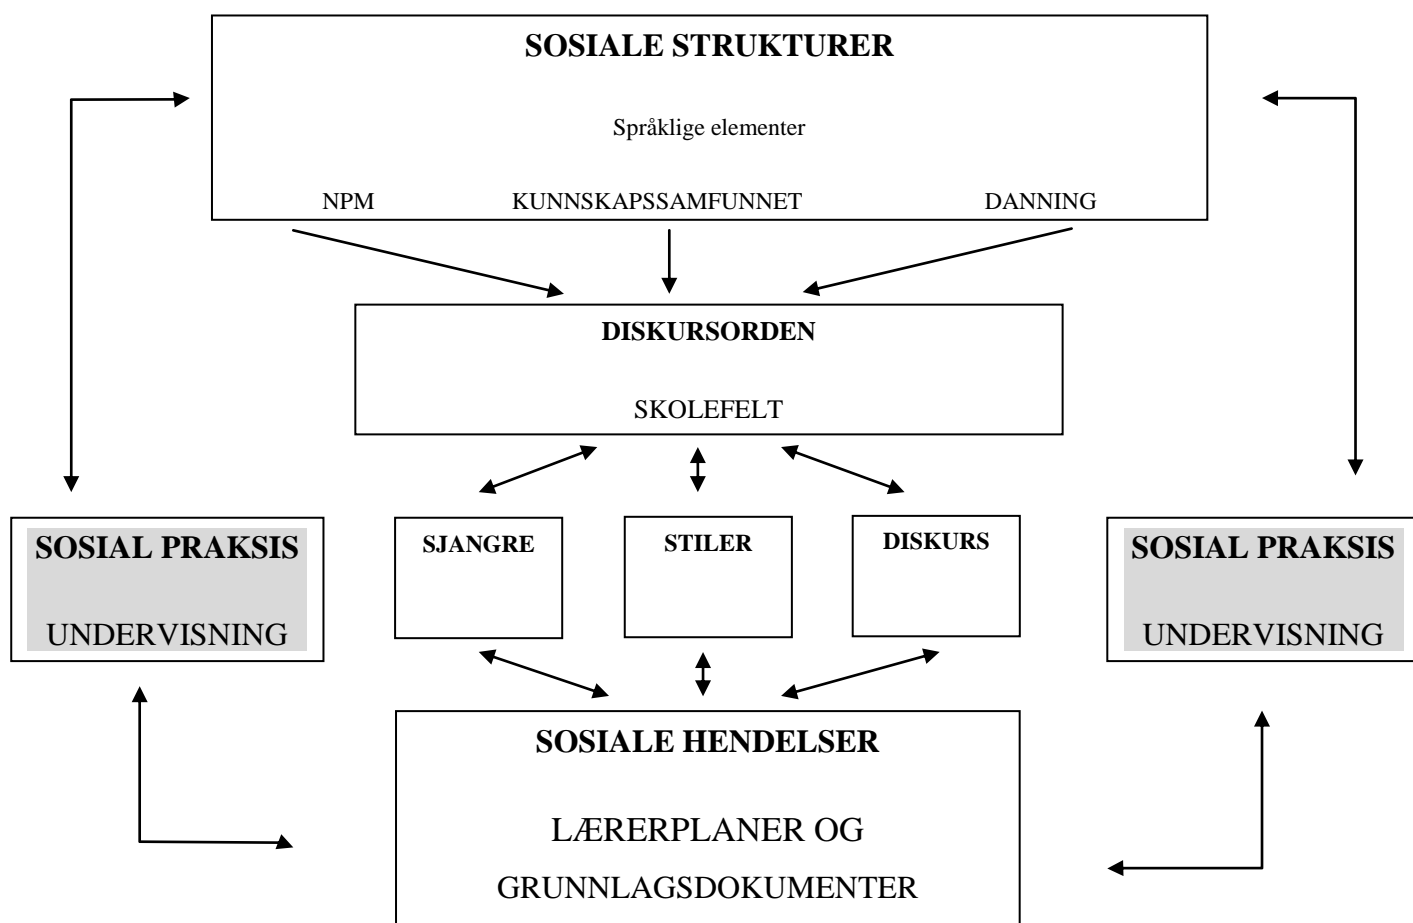 SOSIALE STRUKTURER
Språklige elementer
NPM KUNNSKAPSSAMFUNNET DANNING
DISKURSORDEN
SKOLEFELT
SOSIAL PRAKSIS
UNDERVISNING
SJANGRE
STILER
DISKURS
SOSIAL PRAKSIS
UNDERVISNING
SOSIALE HENDELSER
LÆRERPLANER OG
GRUNNLAGSDOKUMENTER